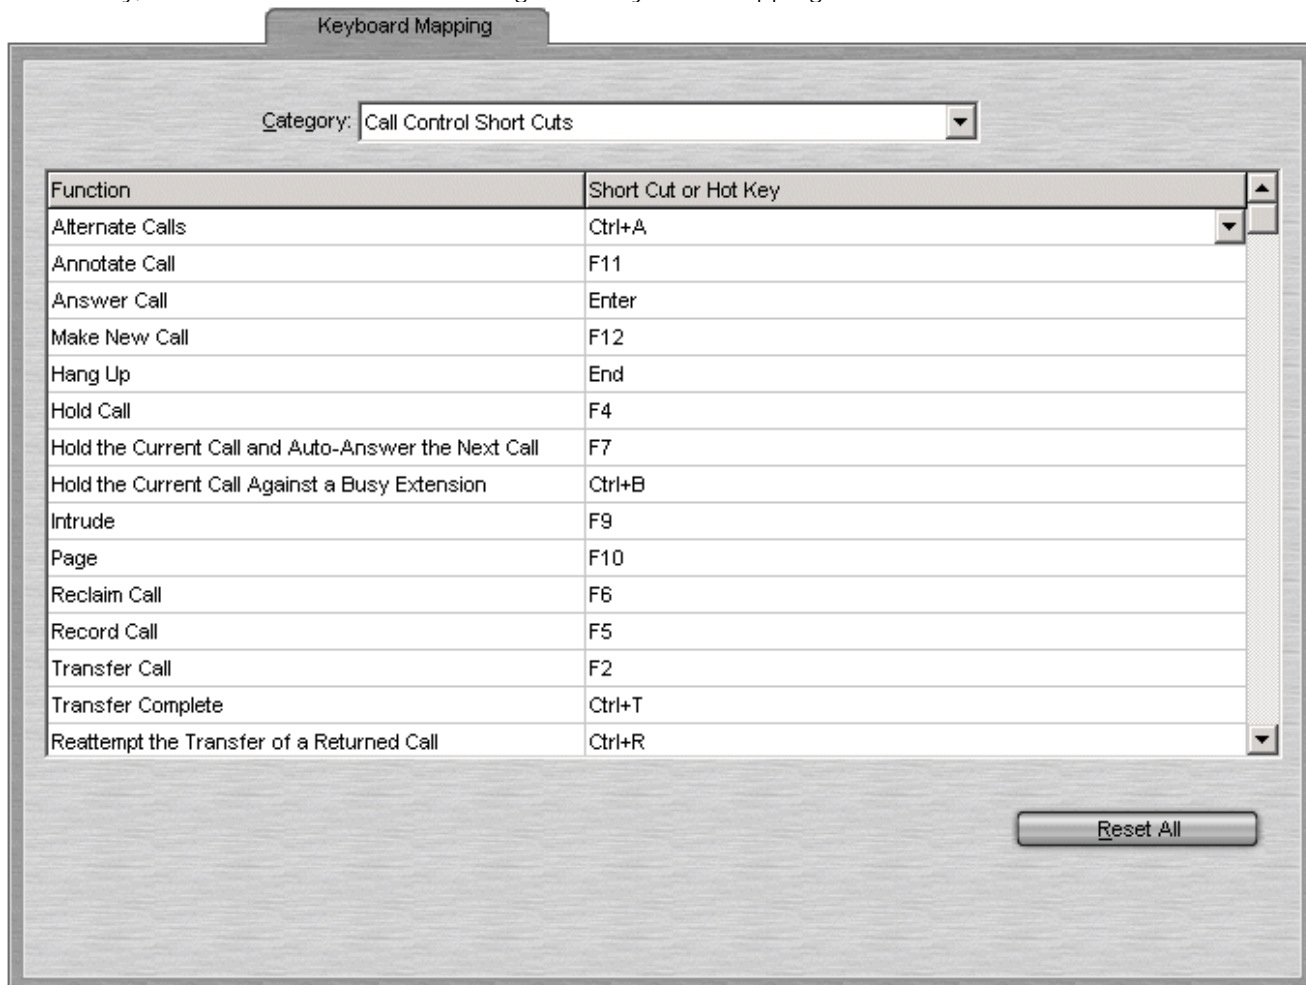 Keyboard Mapping
Category: Call Control Short Cuts
Function Short Cut or Hot Key
Alternate Calls Ctrl+A
Annotate Call F11
Answer Call Enter
Make New Call F12
Hang Up End
Hold Call F4
Hold the Current Call and Auto-Answer the Next Call F7
Hold the Current Call Against a Busy Extension Ctrl+B
Intrude F9
Page F10
Reclaim Call F6
Record Call F5
Transfer Call F2
Transfer Complete Ctrl+T
Reattempt the Transfer of a Returned Call Ctrl+R
Reset All